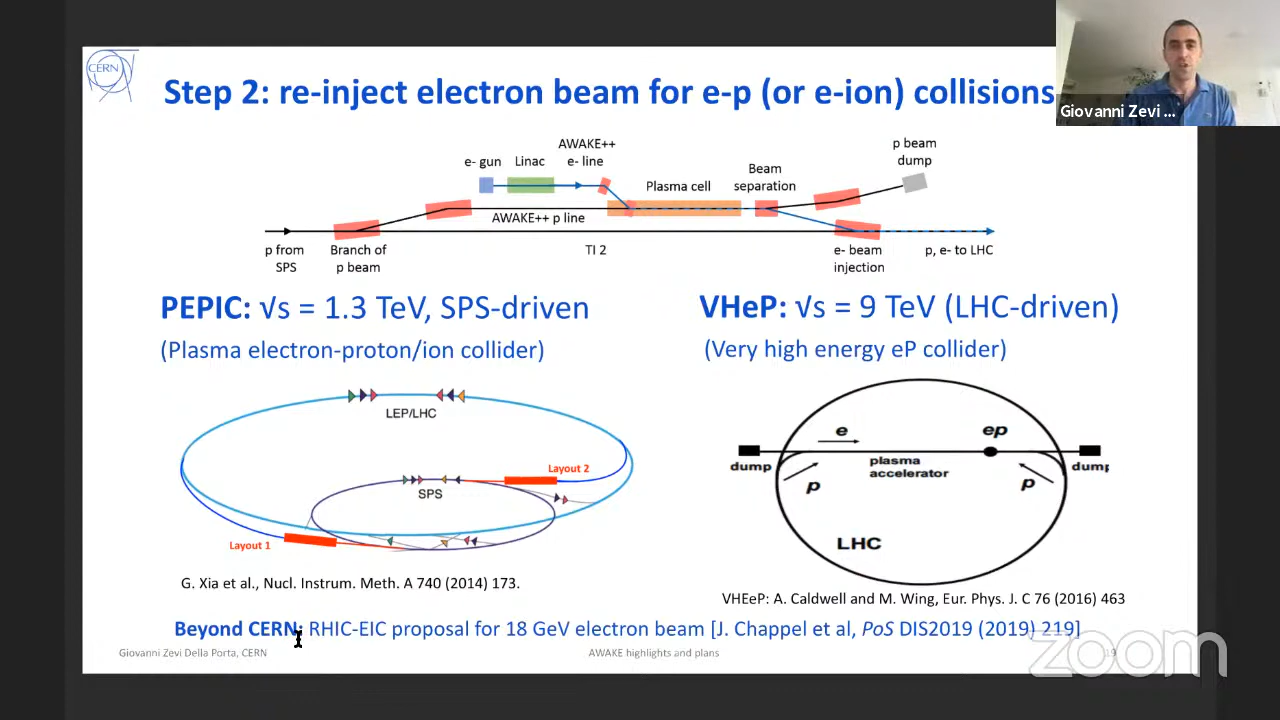 CERN
Step 2: re-inject electron beam for e-p (or e-ion) collisions
Giovanni Zevi ...
AWAKE++
e- gun Linac e- line
Plasma cell
Beam
separation
p beam
dump
AWAKE++ p line
p from
SPS
Branch of
p beam
TI 2
e- beam
injection
p, e- to LHC
PEPIC: √s = 1.3 TeV, SPS-driven
(Plasma electron-proton/ion collider)
VHeP: √s = 9 TeV (LHC-driven)
(Very high energy eP collider)
LEP/LHC
Layout 2
SPS
Layout 1
G. Xia et al., Nucl. Instrum. Meth. A 740 (2014) 173.
e
ep
dump
plasma
accelerator
dump
p
p
LHC
VHEeP: A. Caldwell and M. Wing, Eur. Phys. J. C 76 (2016) 463
Beyond CERN: RHIC-EIC proposal for 18 GeV electron beam [J. Chappel et al, PoS DIS2019 (2019) 219]
Giovanni Zevi Della Porta, CERN
AWAKE highlights and plans
19
zoom